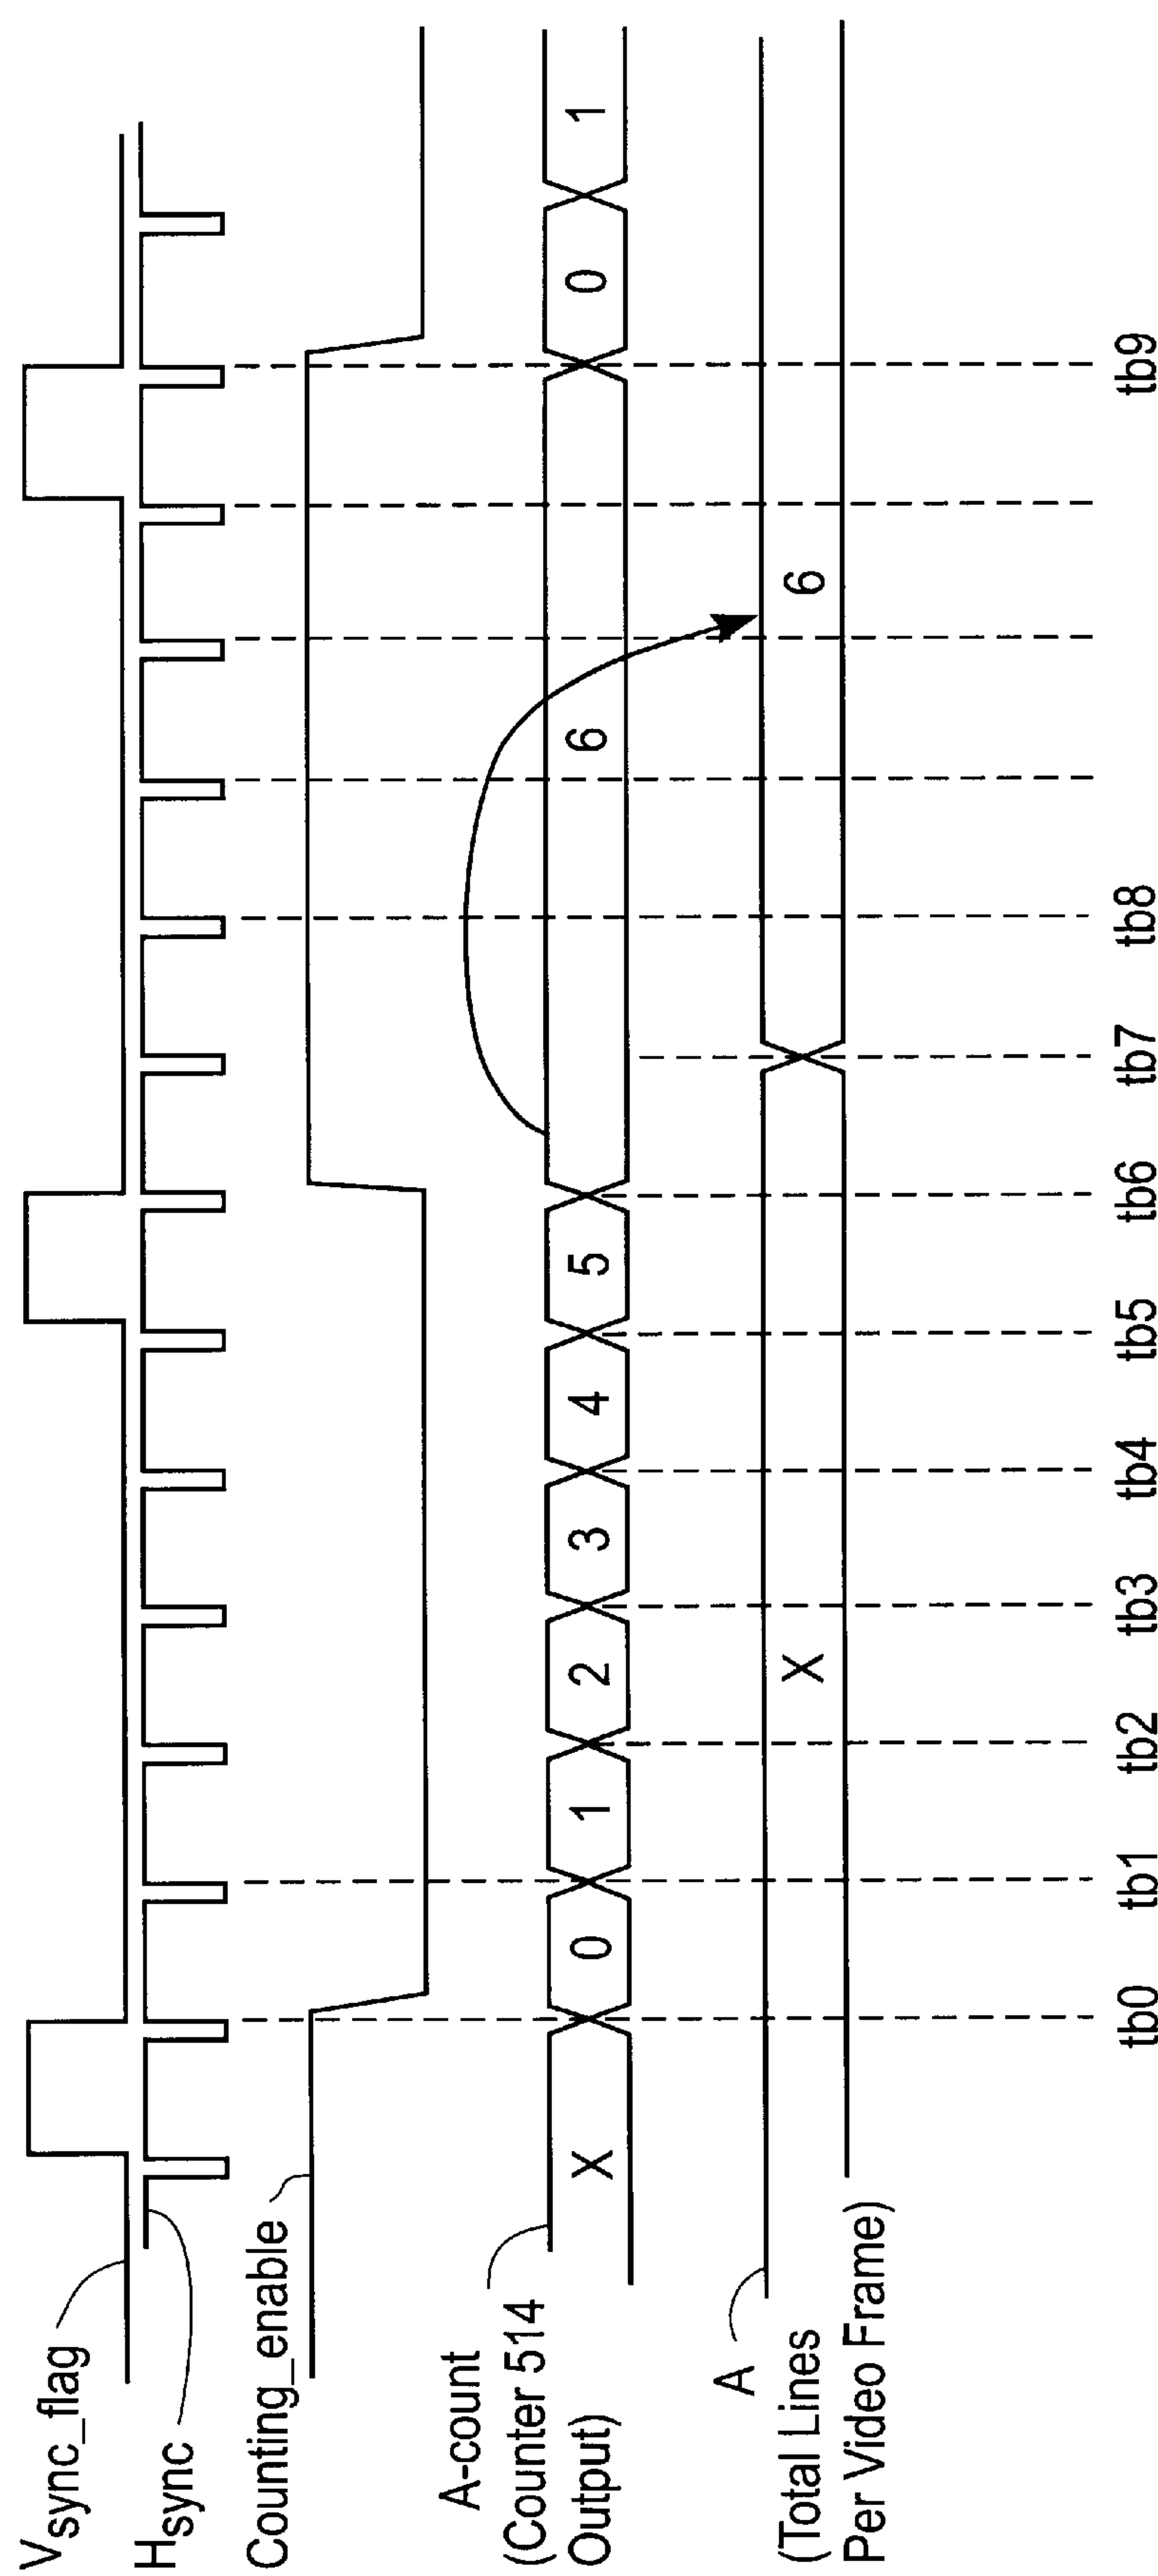 Vsync_flag
Hsync
Counting_enable
A-count
(Counter 514
Output)
X 0 1 2 3 4 5 6 0 1
A
(Total Lines
Per Video Frame)
X 6
tb0 tb1 tb2 tb3 tb4 tb5 tb6 tb7 tb8 tb9